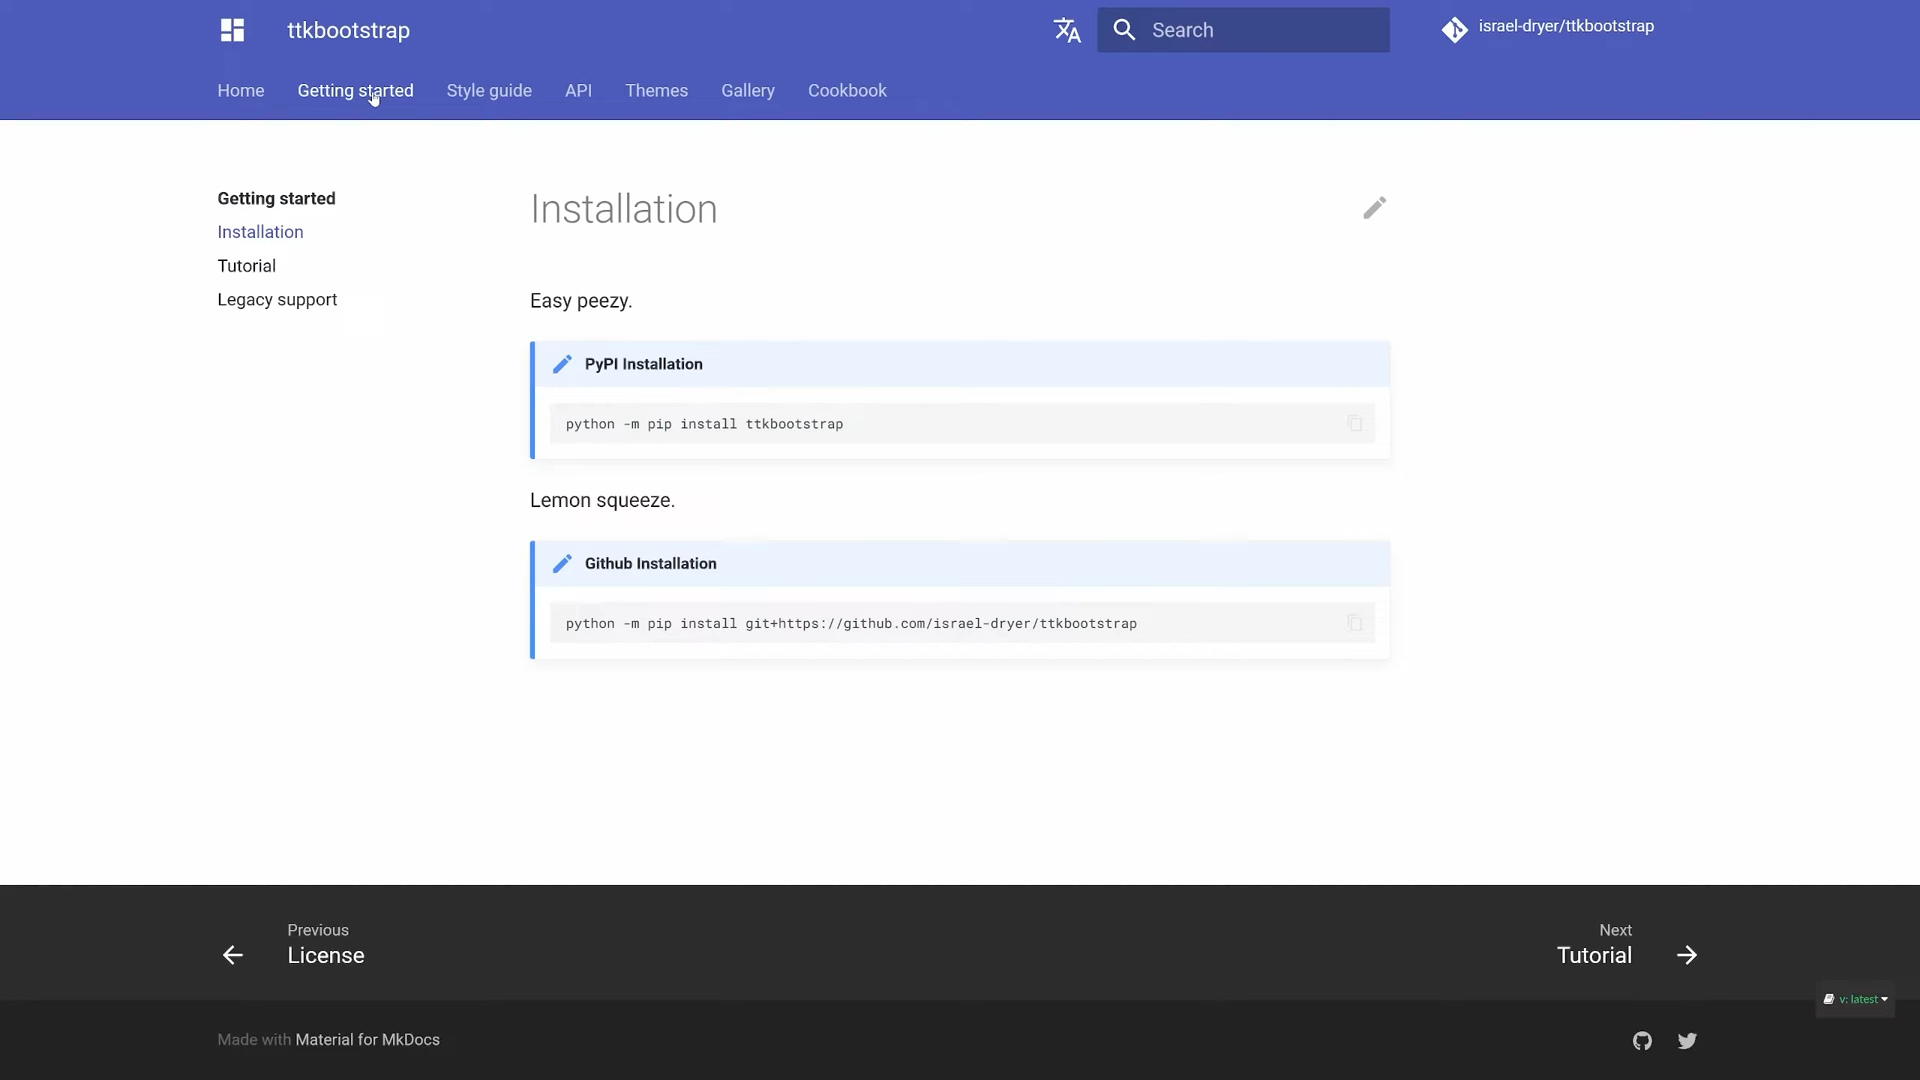 ttkbootstrap
Search
israel-dryer/ttkbootstrap
Home Getting started Style guide API Themes Gallery Cookbook
Getting started
Installation
Tutorial
Legacy support
Installation
Easy peezy.
PyPI Installation
python -m pip install ttkbootstrap
Lemon squeeze.
Github Installation
python -m pip install git+https://github.com/israel-dryer/ttkbootstrap
Previous
License
Next
Tutorial
v: latest
Made with Material for MkDocs